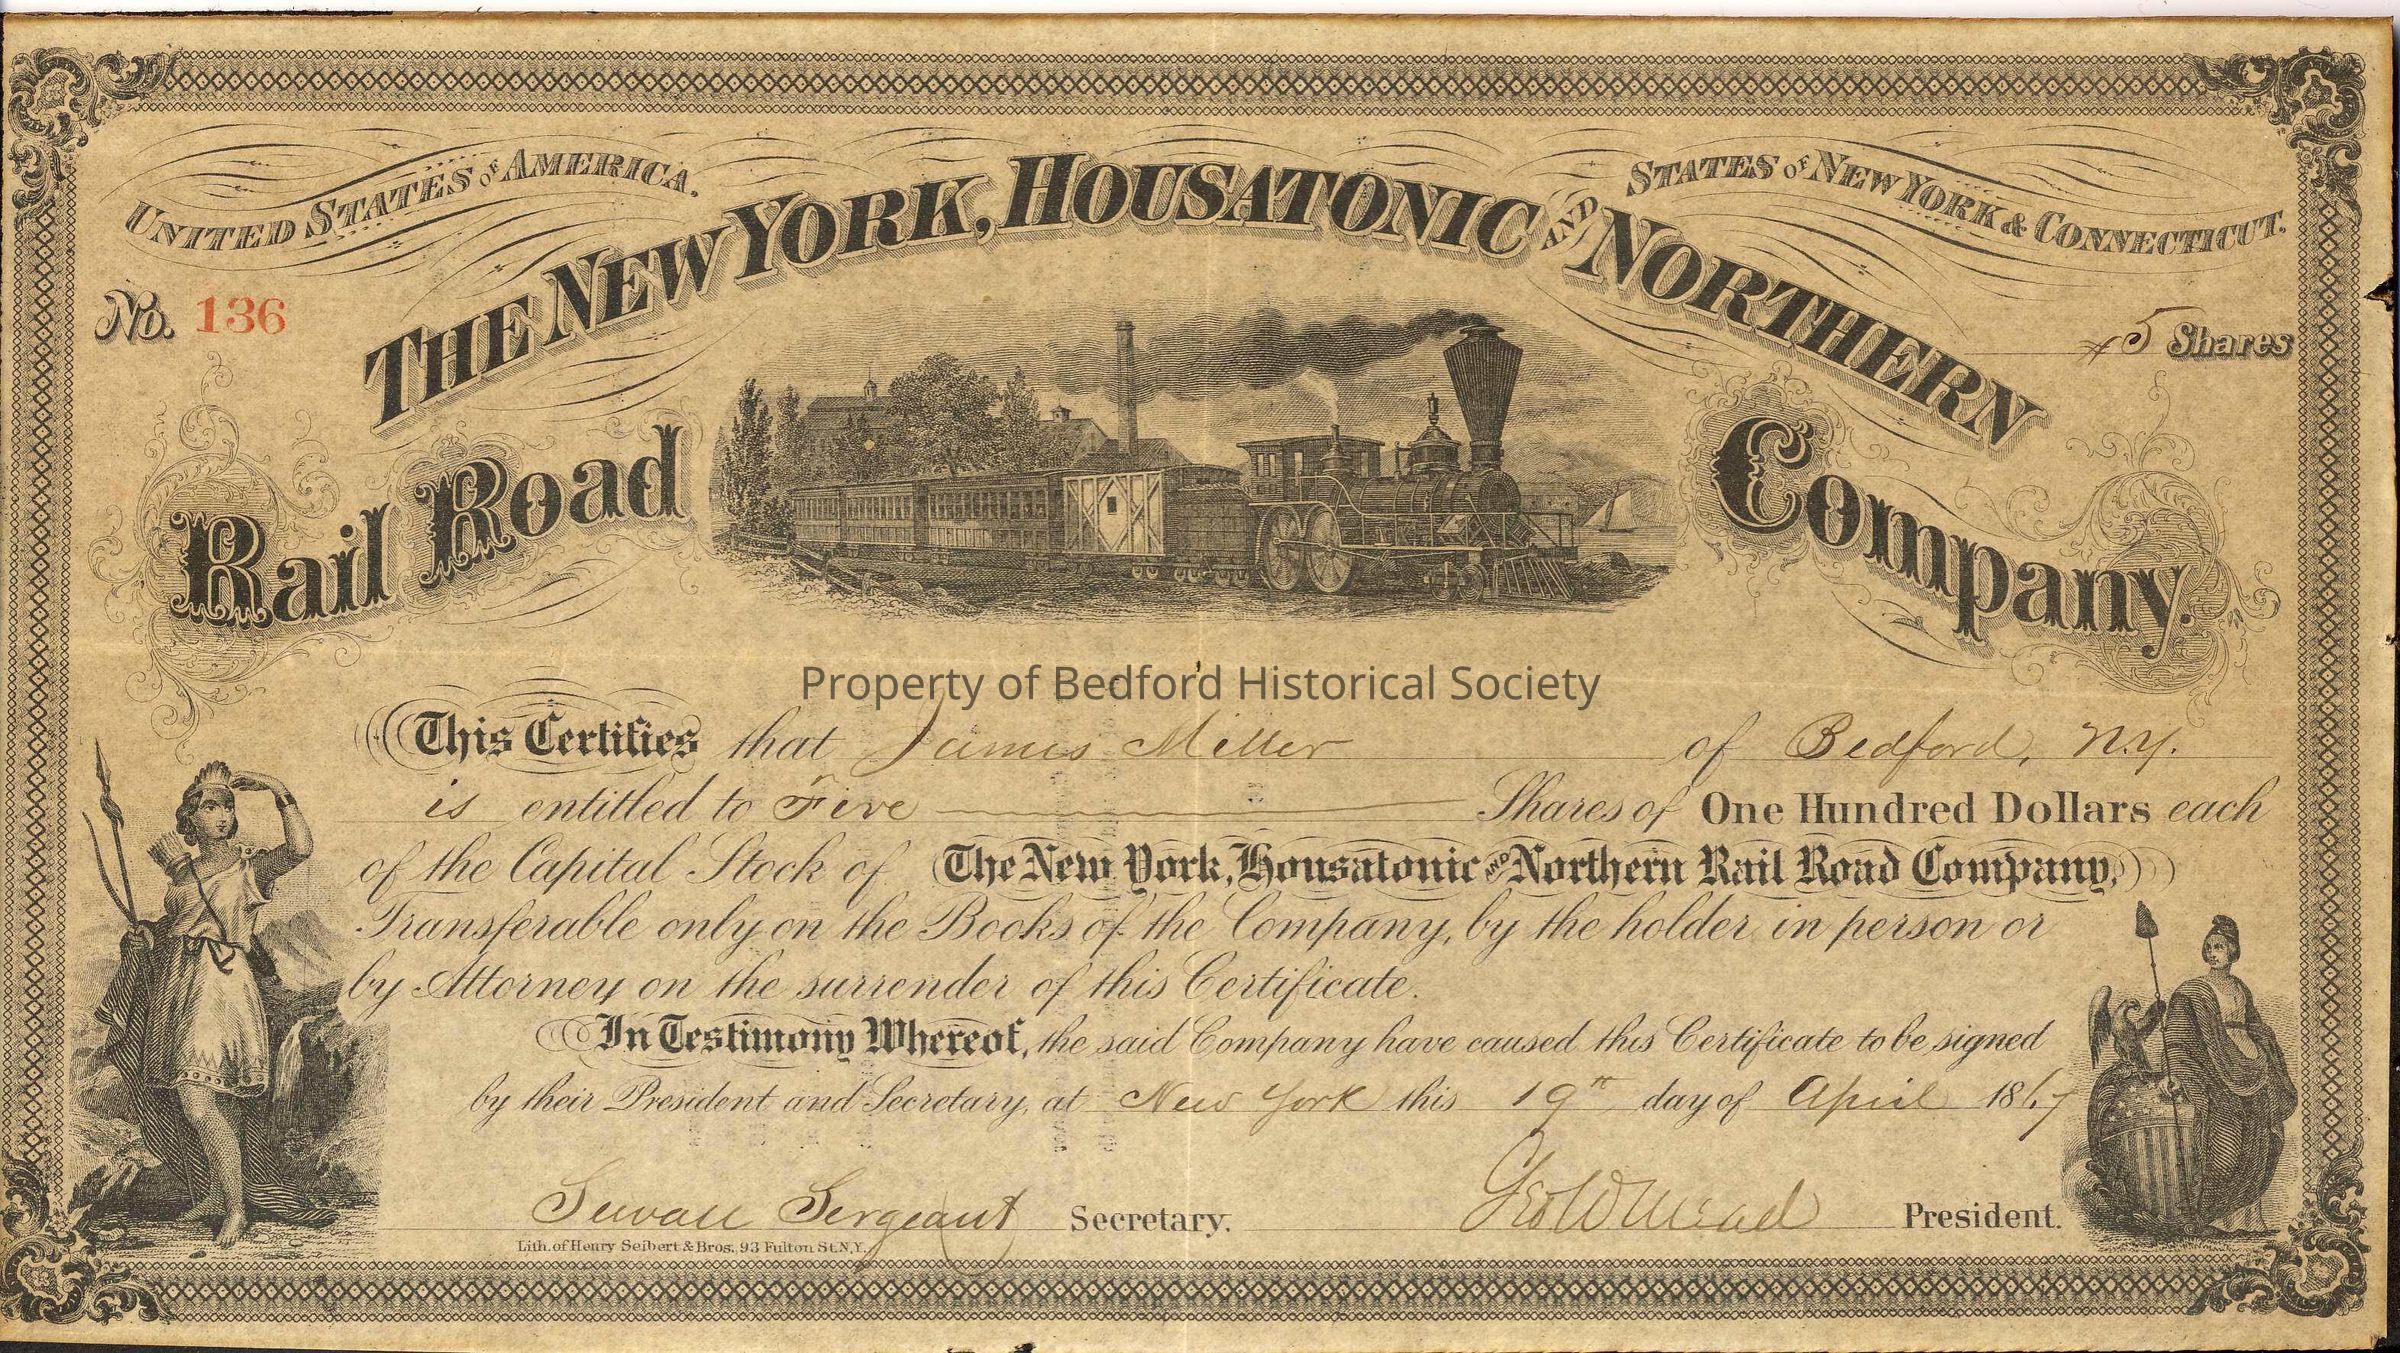 UNITED STATES OF AMERICA.
STATES OF NEW YORK & CONNECTICUT.
THE NEW YORK, HOUSATONIC AND NORTHERN
No. 136
5 Shares
Rail Road Company.
Property of Bedford Historical Society
This Certifies that James Miller of Bedford, N.Y.
is entitled to Five Shares of One Hundred Dollars each
of the Capital Stock of The New York, Housatonic AND Northern Rail Road Company,
Transferable only on the Books of the Company, by the holder in person or
by Attorney on the surrender of this Certificate.
In Testimony Whereof, the said Company have caused this Certificate to be signed
by their President and Secretary, at New York this 19th day of April 1867
Sewall Sergeant Secretary. Geo W Mead President.
Lith. of Henry Seibert & Bros. 93 Fulton St. N.Y.